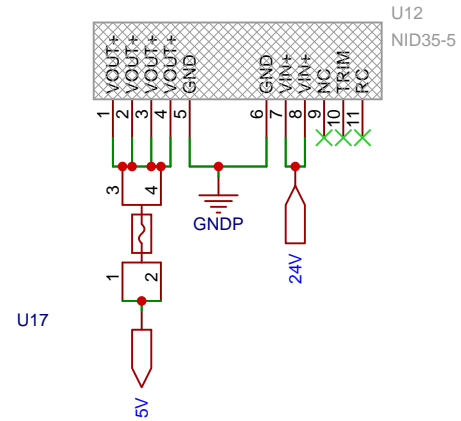 U12
NID35-5
VOUT+
VOUT+
VOUT+
VOUT+
GND
GND
VIN+
VIN+
NC
TRIM
RC
1
2
3
4
5
6
7
8
9
10
11
3
4
GNDP
24V
1
2
U17
5V